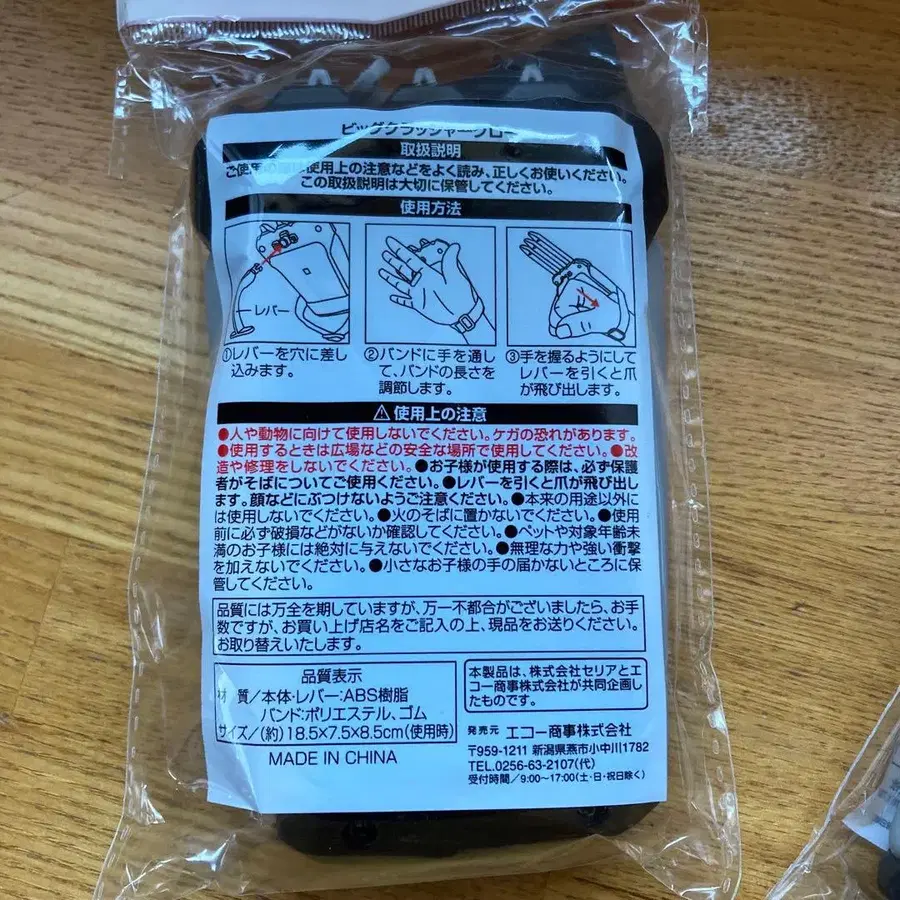 ビッグクラッシャークロー
取扱説明
ご使用の際は使用上の注意などをよく読み、正しくお使いください。
この取扱説明は大切に保管してください。
使用方法
レバー
①レバーを穴に差し
込みます。
②バンドに手を通し
て、バンドの長さを
調節します。
③手を握るようにして
レバーを引くと爪
が飛び出します。
⚠使用上の注意
●人や動物に向けて使用しないでください。ケガの恐れがあります。
●使用するときは広場などの安全な場所で使用してください。●改
造や修理をしないでください。●お子様が使用する際は、必ず保護
者がそばについてご使用ください。●レバーを引くと爪が飛び出し
ます。顔などにぶつけないようご注意ください。●本来の用途以外に
は使用しないでください。●火のそばに置かないでください。●使用
前に必ず破損などがないか確認してください。●ペットや対象年齢未
満のお子様には絶対に与えないでください。●無理な力や強い衝撃
を加えないでください。●小さなお子様の手の届かないところに保
管してください。
品質には万全を期していますが、万一不都合がございましたら、お手
数ですが、お買い上げ店名をご記入の上、現品をお送りください。
お取り替えいたします。
品質表示
材 質/本体・レバー:ABS樹脂
バンド:ポリエステル、ゴム
サイズ/(約)18.5×7.5×8.5cm(使用時)
MADE IN CHINA
本製品は、株式会社セリアと
エコー商事株式会社が共同企画し
たものです。
発売元 エコー商事株式会社
〒959-1211 新潟県燕市小中川1782
TEL.0256-63-2107(代)
受付時間/9:00~17:00(土・日・祝日除く)